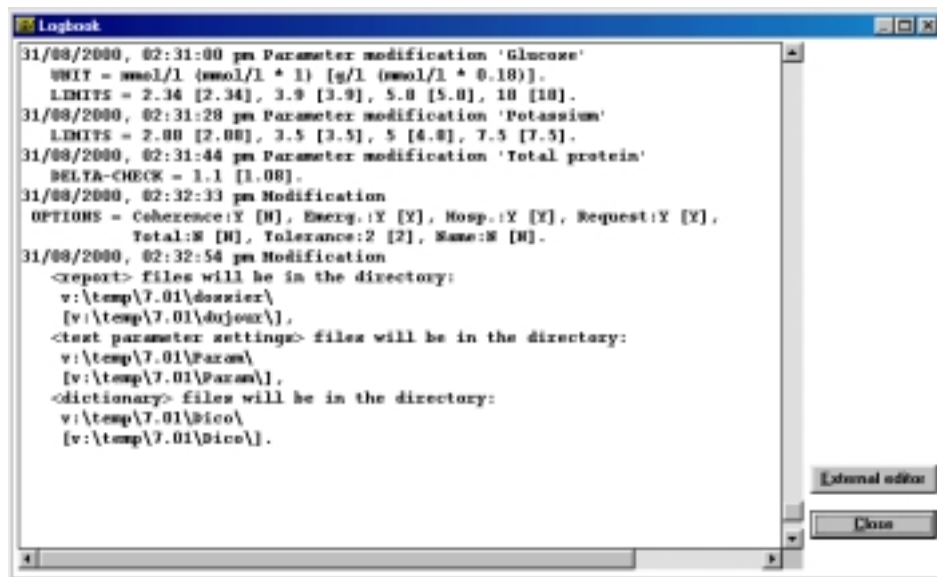 Logbook
31/08/2000, 02:31:00 pm Parameter modification 'Glucose'
UNIT = mmol/l (mmol/l * 1) [g/l (mmol/l * 0.18)].
LIMITS = 2.34 [2.34], 3.9 [3.9], 5.8 [5.8], 18 [18].
31/08/2000, 02:31:28 pm Parameter modification 'Potassium'
LIMITS = 2.80 [2.80], 3.5 [3.5], 5 [4.8], 7.5 [7.5].
31/08/2000, 02:31:44 pm Parameter modification 'Total protein'
DELTA-CHECK = 1.1 [1.08].
31/08/2000, 02:32:33 pm Modification
OPTIONS = Coherence:Y [N], Emerg.:Y [Y], Hosp.:Y [Y], Request:Y [Y],
Total:N [N], Tolerance:2 [2], Name:N [N].
31/08/2000, 02:32:54 pm Modification
<report> files will be in the directory:
v:\temp\7.01\dossier\
[v:\temp\7.01\dujour\],
<test parameter settings> files will be in the directory:
v:\temp\7.01\Param\
[v:\temp\7.01\Param\],
<dictionary> files will be in the directory:
v:\temp\7.01\Dico\
[v:\temp\7.01\Dico\].
External editor
Close